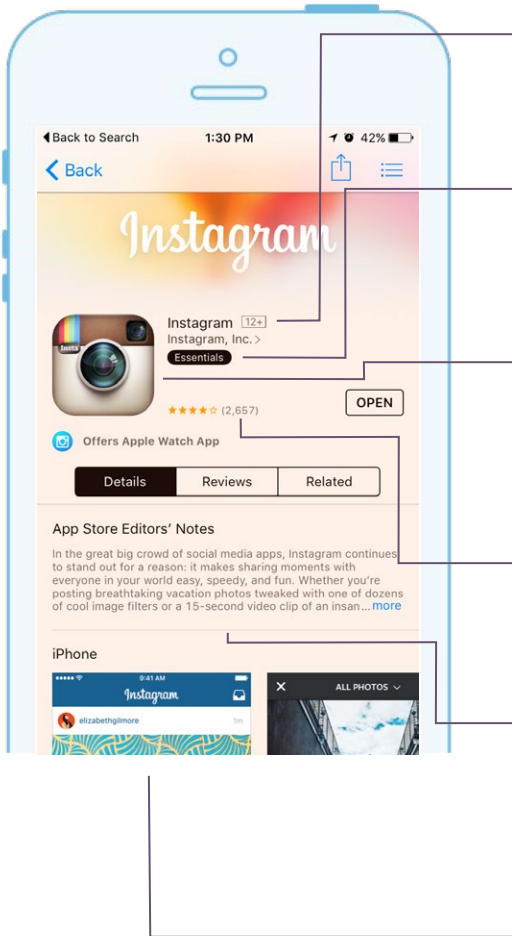 Back to Search 1:30 PM 42%
Back
Instagram
Insta
Instagram 12+
Instagram, Inc. >
Essentials
★★★★☆ (2,657)
OPEN
Offers Apple Watch App
Details Reviews Related
App Store Editors’ Notes
In the great big crowd of social media apps, Instagram continues
to stand out for a reason: it makes sharing moments with
everyone in your world easy, speedy, and fun. Whether you’re
posting breathtaking vacation photos tweaked with one of dozens
of cool image filters or a 15-second video clip of an insan... more
iPhone
9:41 AM
Instagram
X ALL PHOTOS
elizabethgilmore 1m